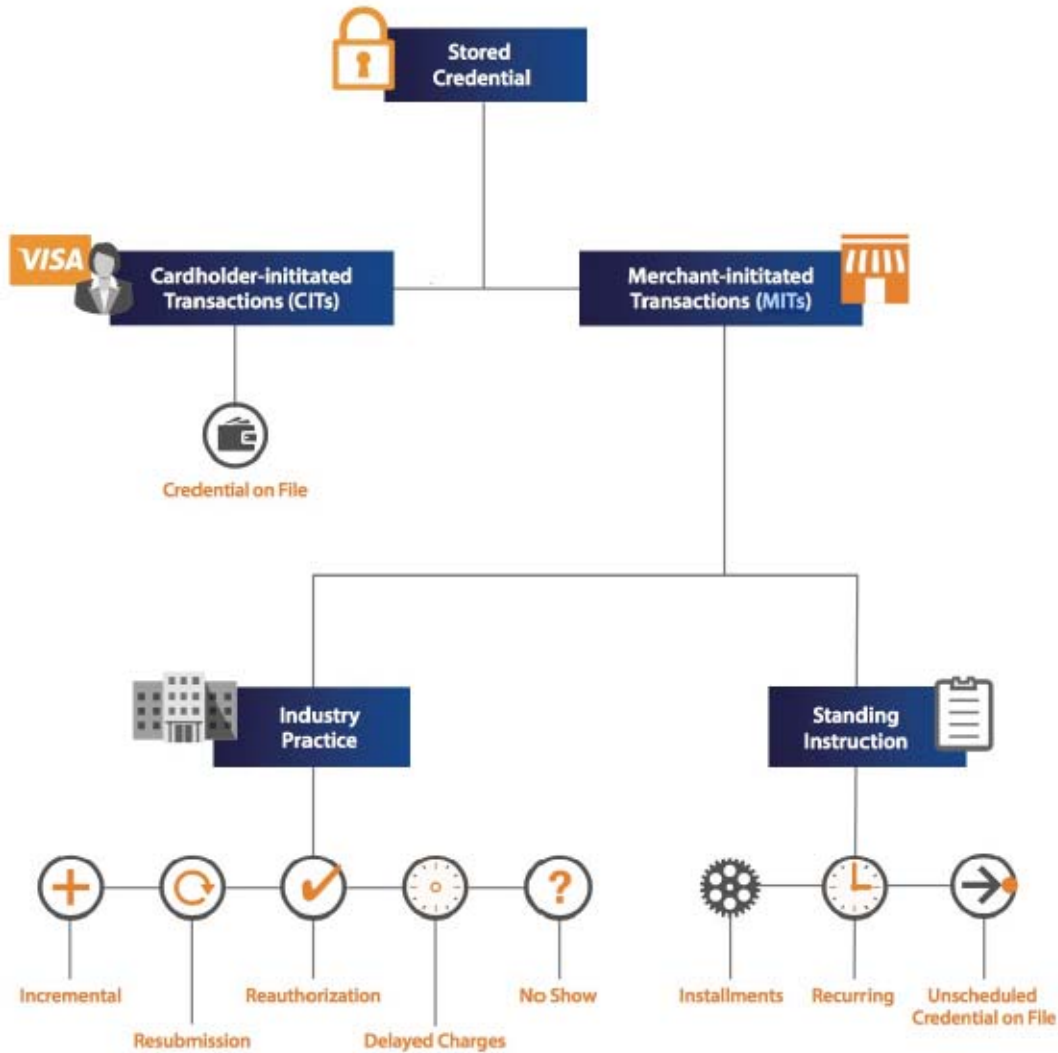 Stored
Credential
VISA
Cardholder-inititated
Transactions (CITs)
Merchant-inititated
Transactions (MITs)
Credential on File
Industry
Practice
Standing
Instruction
Incremental
Resubmission
Reauthorization
Delayed Charges
No Show
Installments
Recurring
Unscheduled
Credential on File